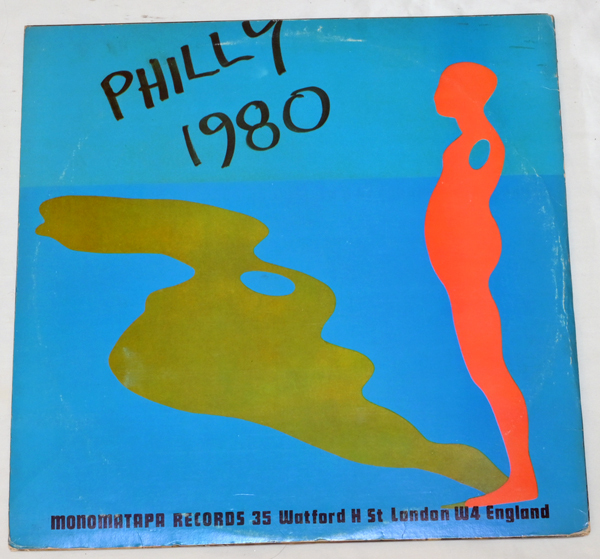 PHILLY
1980
MONOMATAPA RECORDS 35 Watford H St London W4 England